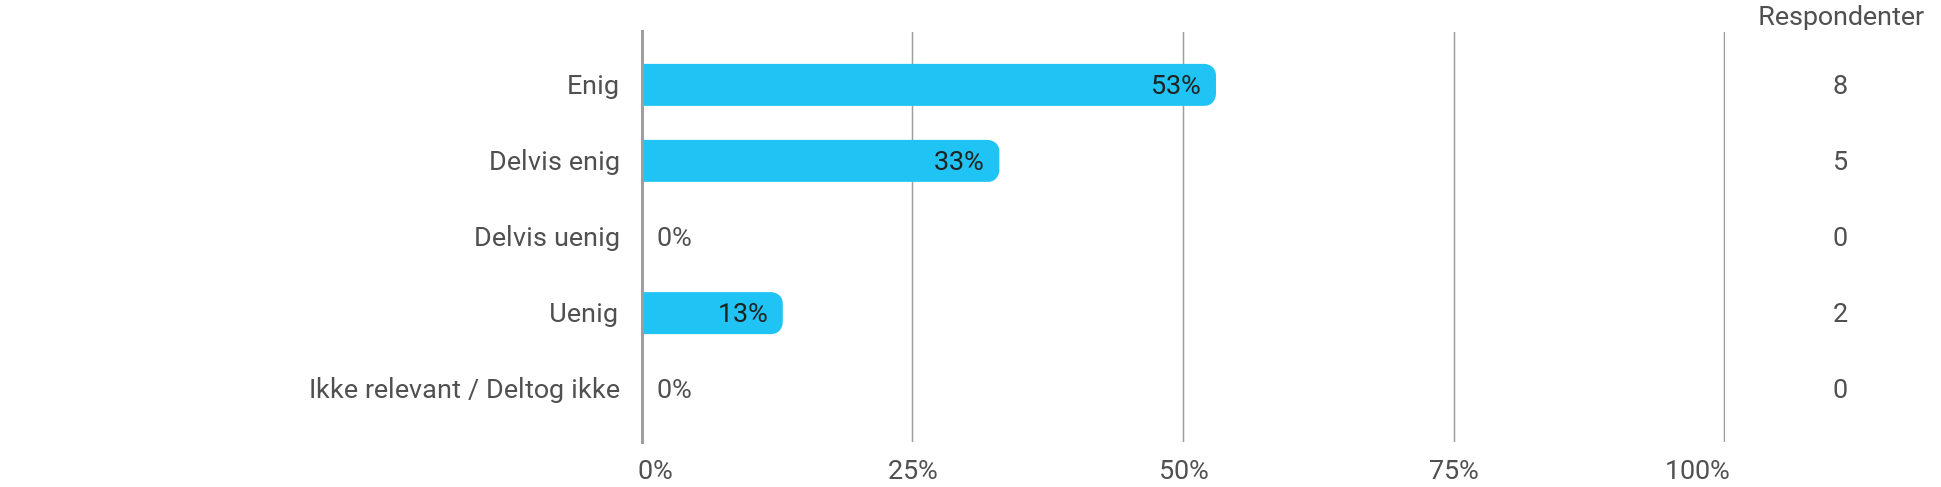 Respondenter
Enig 53% 8
Delvis enig 33% 5
Delvis uenig 0% 0
Uenig 13% 2
Ikke relevant / Deltog ikke 0% 0
0% 25% 50% 75% 100%